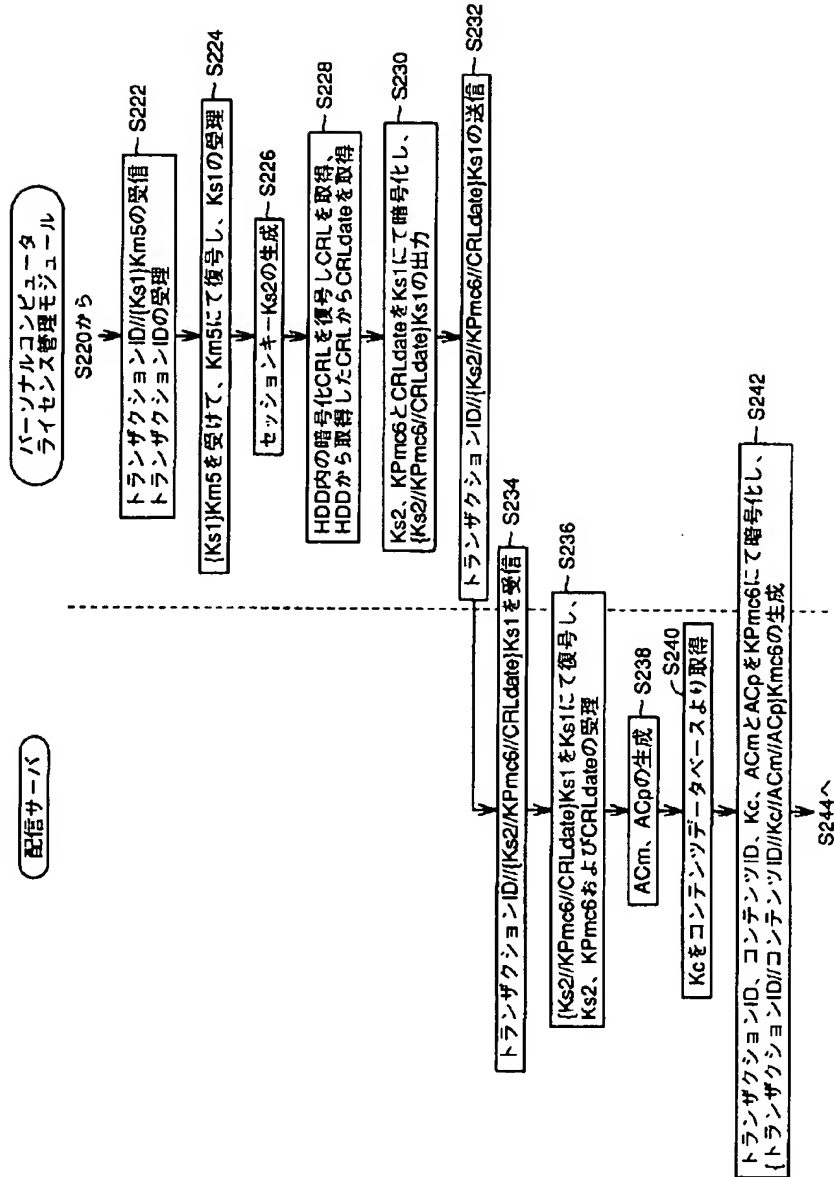 配信サーバ
パーソナルコンピュータ
ライセンス管理モジュール
S220から
トランザクションID//{Ks1}Km5の受信
トランザクションIDの受理
S222
{Ks1}Km5を受けて、Km5にて復号し、Ks1の受理
S224
セッションキーKs2の生成
S226
HDD内の暗号化CRLを復号しCRLを取得、
HDDから取得したCRLからCRLdateを取得
S228
Ks2、KPmc6とCRLdateをKs1にて暗号化し、
{Ks2//KPmc6//CRLdate}Ks1の出力
S230
トランザクションID//{Ks2//KPmc6//CRLdate}Ks1の送信
S232
トランザクションID//{Ks2//KPmc6//CRLdate}Ks1を受信
S234
{Ks2//KPmc6//CRLdate}Ks1をKs1にて復号し、
Ks2、KPmc6およびCRLdateの受理
S236
ACm、ACpの生成
S238
Kcをコンテンツデータベースより取得
S240
トランザクションID、コンテンツID、Kc、ACmとACpをKPmc6にて暗号化し、
{トランザクションID//コンテンツID//Kc//ACm//ACp}Kmc6の生成
S242
S244へ